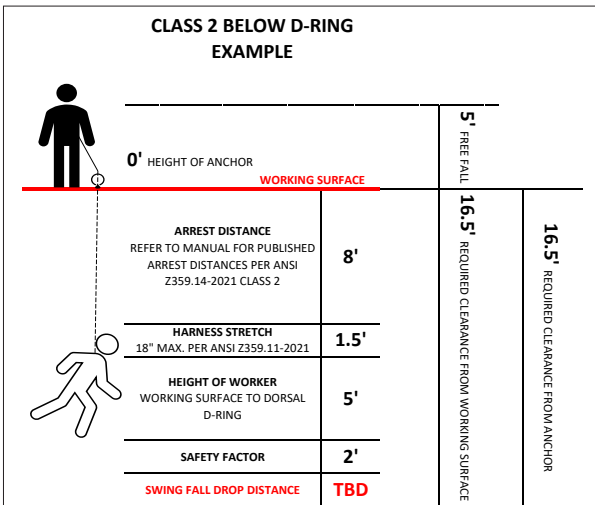 CLASS 2 BELOW D-RING
EXAMPLE
0' HEIGHT OF ANCHOR
WORKING SURFACE
5' FREE FALL
ARREST DISTANCE
REFER TO MANUAL FOR PUBLISHED
ARREST DISTANCES PER ANSI
Z359.14-2021 CLASS 2
8'
HARNESS STRETCH
18" MAX. PER ANSI Z359.11-2021
1.5'
HEIGHT OF WORKER
WORKING SURFACE TO DORSAL
D-RING
5'
SAFETY FACTOR
2'
SWING FALL DROP DISTANCE
TBD
16.5' REQUIRED CLEARANCE FROM WORKING SURFACE
16.5' REQUIRED CLEARANCE FROM ANCHOR